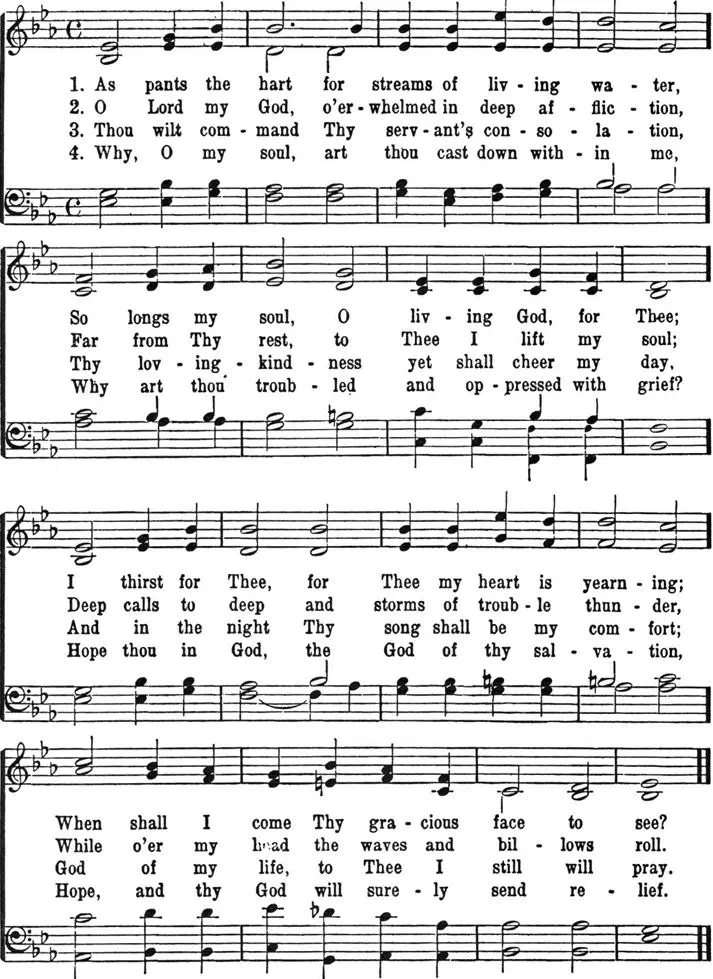 1. As pants the hart for streams of liv - ing wa - ter,
2. O Lord my God, o'er - whelmed in deep af - flic - tion,
3. Thou wilt com - mand Thy serv - ant's con - so - la - tion,
4. Why, O my soul, art thou cast down with - in me,
So longs my soul, O liv - ing God, for Thee;
Far from Thy rest, to Thee I lift my soul;
Thy lov - ing - kind - ness yet shall cheer my day,
Why art thou troub - led and op - pressed with grief?
I thirst for Thee, for Thee my heart is yearn - ing;
Deep calls to deep and storms of troub - le thun - der,
And in the night Thy song shall be my com - fort;
Hope thou in God, the God of thy sal - va - tion,
When shall I come Thy gra - cious face to see?
While o'er my head the waves and bil - lows roll.
God of my life, to Thee I still will pray.
Hope, and thy God will sure - ly send re - lief.